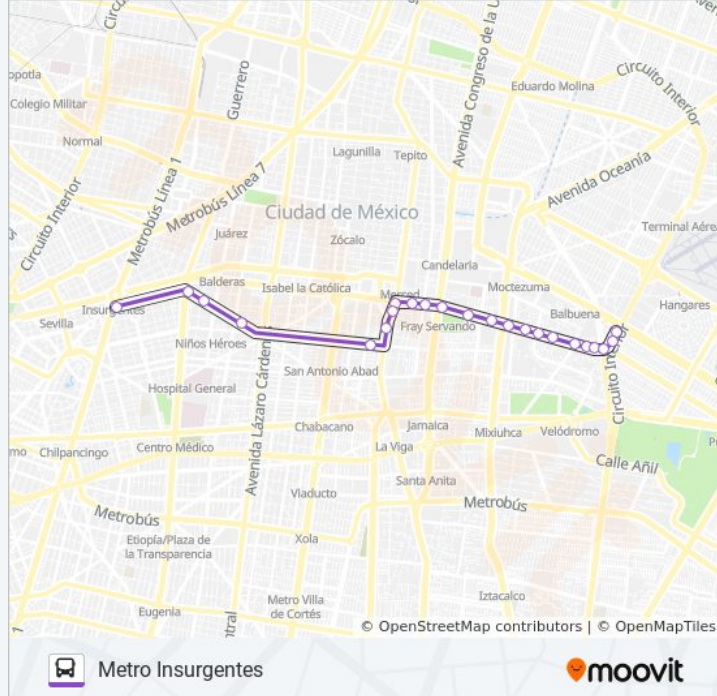 Circu
Colegio Militar
Normal
Guerrero
Eduardo Molina
Circuito Interior
Avenida Congreso de la U
Lagunilla
Tepito
Avenida Oceanía
Metrobús Línea 1
Metrobús Línea 7
Circuito Interior
Ciudad de México
Juárez
Zócalo
Terminal Aére
Candelaria
Balderas
Isabel la Católica
Merced
Moctezuma
Hangares
Insurgentes
Sevilla
Balbuena
Fray Servando
Niños Héroes
San Antonio Abad
Circuito Interior
Hospital General
Avenida Lázaro Cárdenas
Chabacano
Jamaica
Mixiuhca
Velódromo
Chilpancingo
Centro Médico
La Viga
Calle Añil
Santa Anita
Viaducto
Metrobús
Metrobús
Xola
Etiopía/Plaza de
la Transparencia
Iztacalco
Metro Villa
de Cortés
Eugenia
© OpenStreetMap contributors | © OpenMapTiles
Metro Insurgentes
moovit